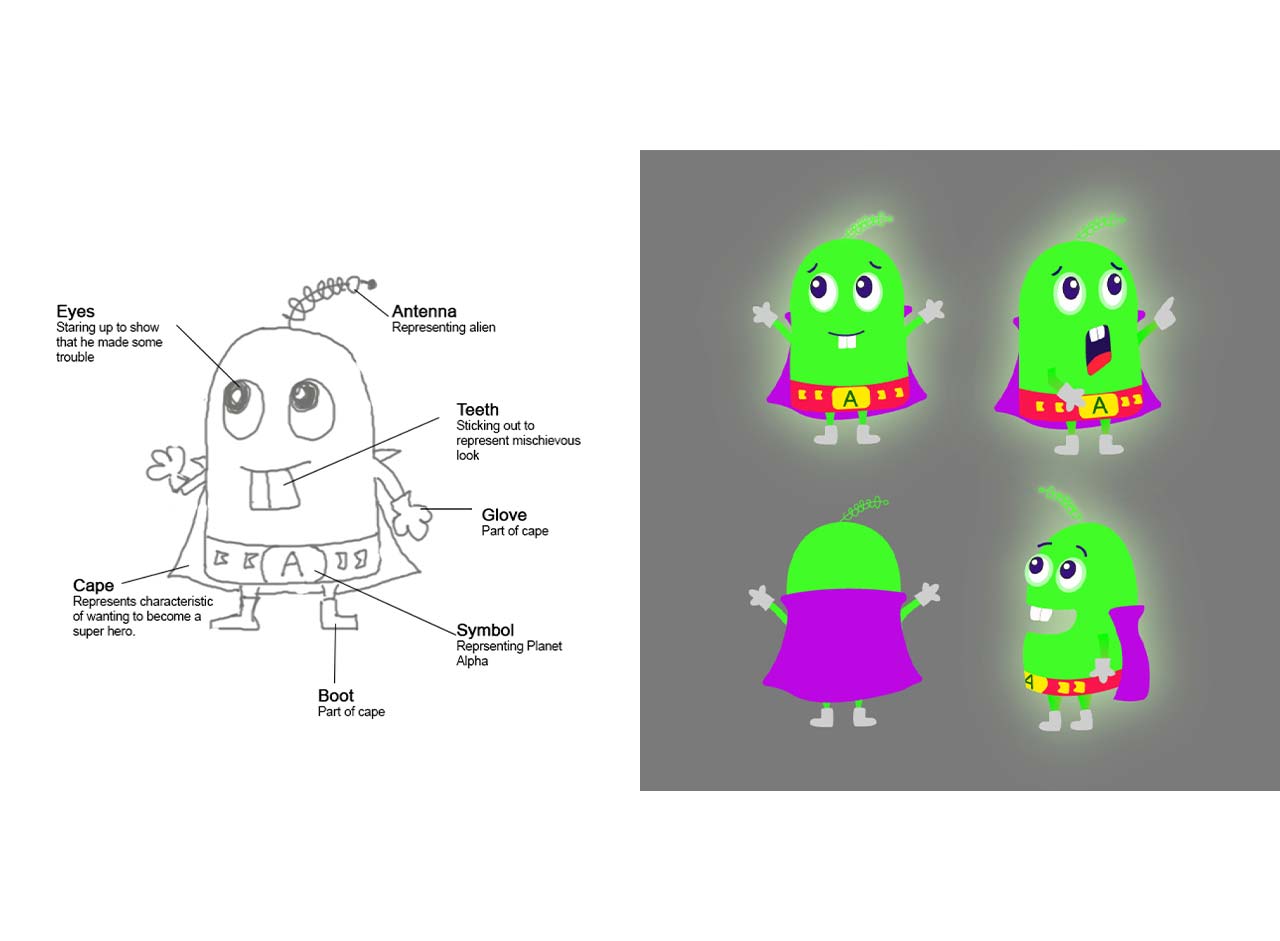 Eyes
Staring up to show
that he made some
trouble
Antenna
Representing alien
Teeth
Sticking out to
represent mischievous
look
Glove
Part of cape
Cape
Represents characteristic
of wanting to become a
super hero.
Symbol
Reprsenting Planet
Alpha
Boot
Part of cape
A
A
A
A